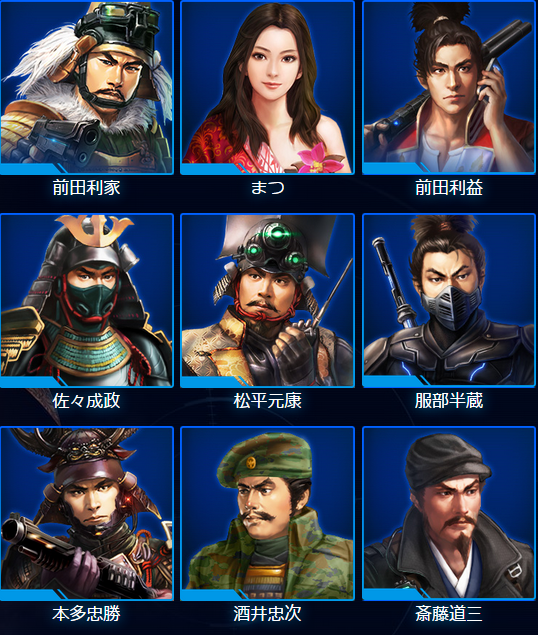 前田利家
まつ
前田利益
佐々成政
松平元康
服部半蔵
本多忠勝
酒井忠次
斎藤道三